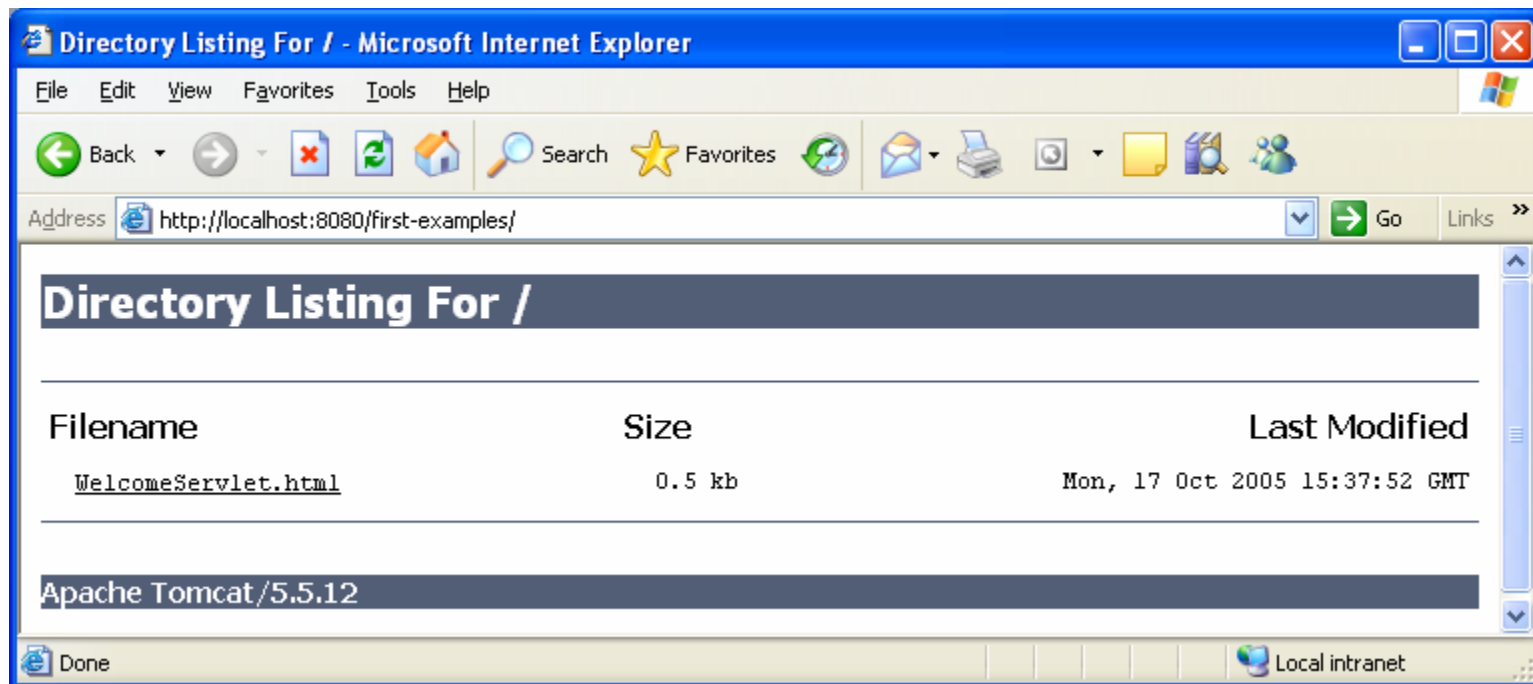 Directory Listing For / - Microsoft Internet Explorer
File Edit View Favorites Tools Help
Back Search Favorites
Address http://localhost:8080/first-examples/ Go Links »
Directory Listing For /
Filename Size Last Modified
WelcomeServlet.html 0.5 kb Mon, 17 Oct 2005 15:37:52 GMT
Apache Tomcat/5.5.12
Done Local intranet